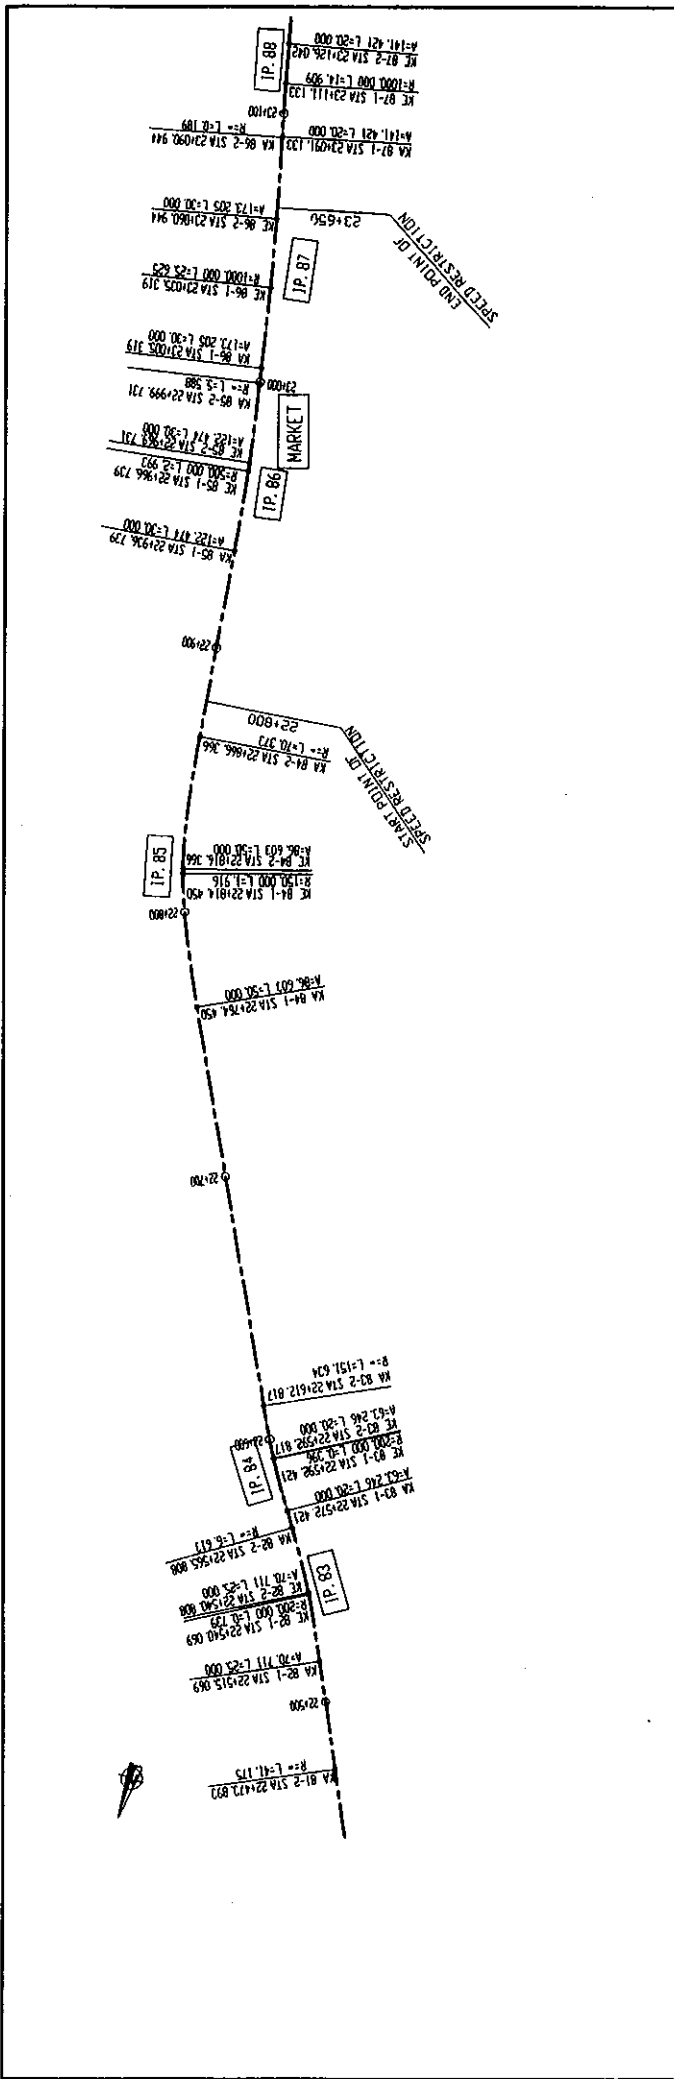 KE 87-2 STA 23+126.042
A=141.421 L=20.000
KE 87-1 STA 23+111.133
R=1000.000 L=14.909
IP. 88
23+100
KA 87-1 STA 23+091.133
A=141.421 L=20.000
KA 86-2 STA 23+090.944
R=∞ L=0.189
KE 86-2 STA 23+060.944
A=173.205 L=30.000
23+650
END POINT OF
SPEED RESTRICTION
IP. 87
KE 86-1 STA 23+035.319
R=1000.000 L=25.625
KA 86-1 STA 23+005.319
A=173.205 L=30.000
23+000
KA 85-2 STA 22+999.731
R=∞ L=5.588
MARKET
KE 85-2 STA 22+969.731
A=122.474 L=30.000
KE 85-1 STA 22+966.739
R=500.000 L=2.993
IP. 86
KA 85-1 STA 22+936.739
A=122.474 L=30.000
22+900
22+800
START POINT OF
SPEED RESTRICTION
KA 84-2 STA 22+866.366
R=∞ L=70.373
IP. 85
KE 84-2 STA 22+816.366
A=86.603 L=50.000
KE 84-1 STA 22+814.450
R=150.000 L=1.916
22+800
KA 84-1 STA 22+764.450
A=86.603 L=50.000
22+700
KA 83-2 STA 22+612.817
R=∞ L=151.634
22+600
KE 83-2 STA 22+592.817
A=63.246 L=20.000
KE 83-1 STA 22+592.421
R=200.000 L=0.396
IP. 84
KA 83-1 STA 22+572.421
A=63.246 L=20.000
KA 82-2 STA 22+565.808
R=∞ L=6.613
IP. 83
KE 82-2 STA 22+540.808
A=70.711 L=25.000
KE 82-1 STA 22+540.069
R=200.000 L=0.739
KA 82-1 STA 22+515.069
A=70.711 L=25.000
22+500
KA 81-2 STA 22+473.893
R=∞ L=41.175
N